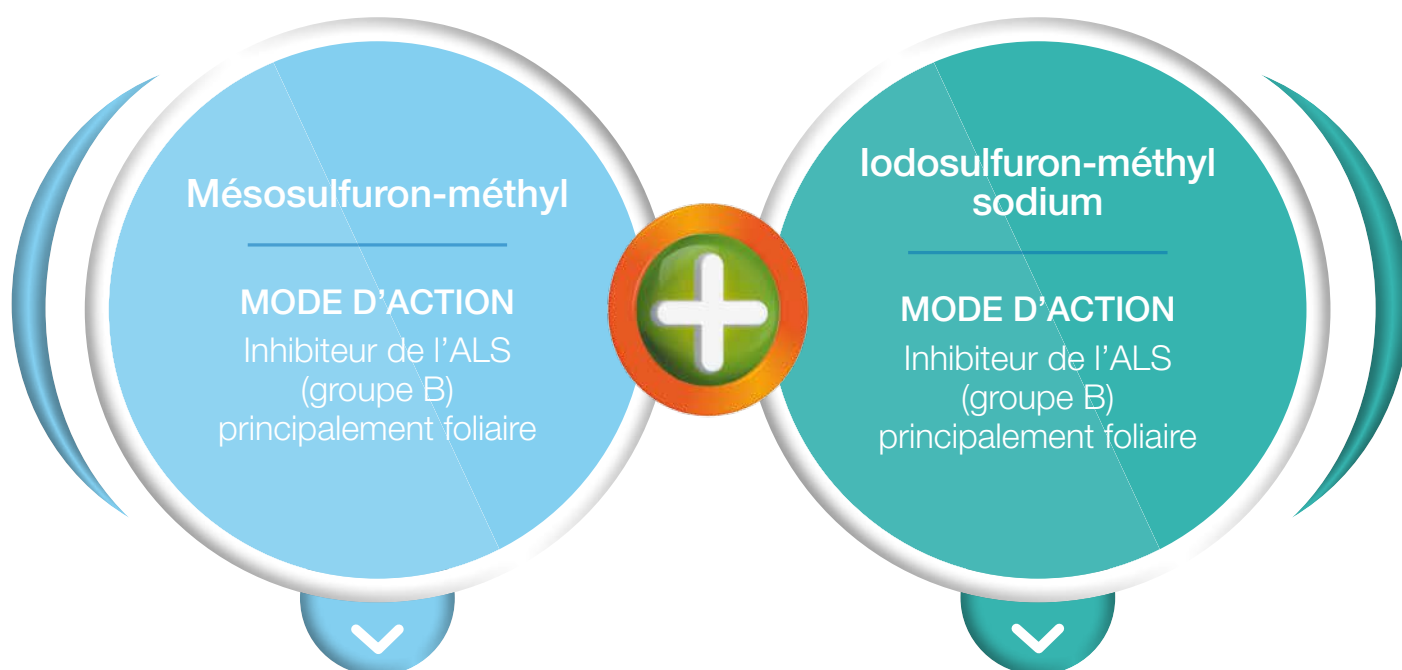 Mésosulfuron-méthyl
MODE D’ACTION
Inhibiteur de l’ALS
(groupe B)
principalement foliaire
Iodosulfuron-méthyl
sodium
MODE D’ACTION
Inhibiteur de l’ALS
(groupe B)
principalement foliaire